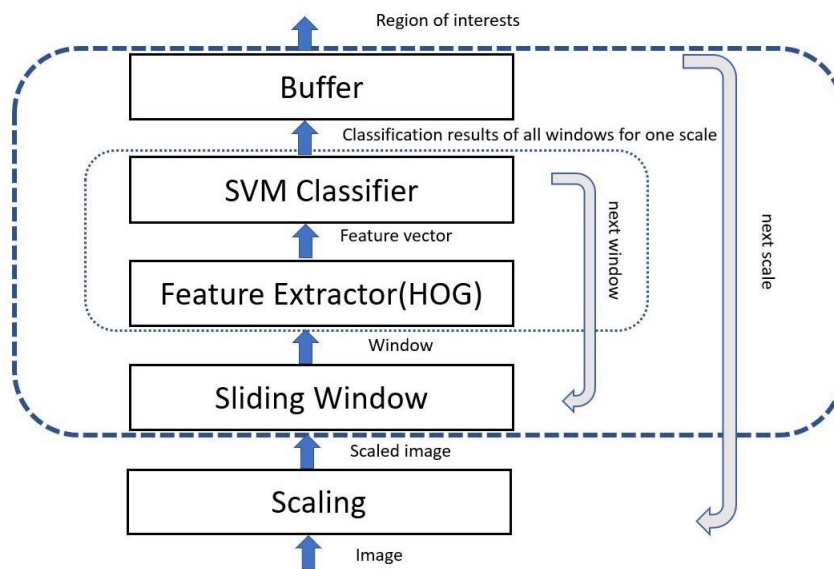 Region of interests
Buffer
Classification results of all windows for one scale
SVM Classifier
Feature vector
next window
next scale
Feature Extractor(HOG)
Window
Sliding Window
Scaled image
Scaling
Image